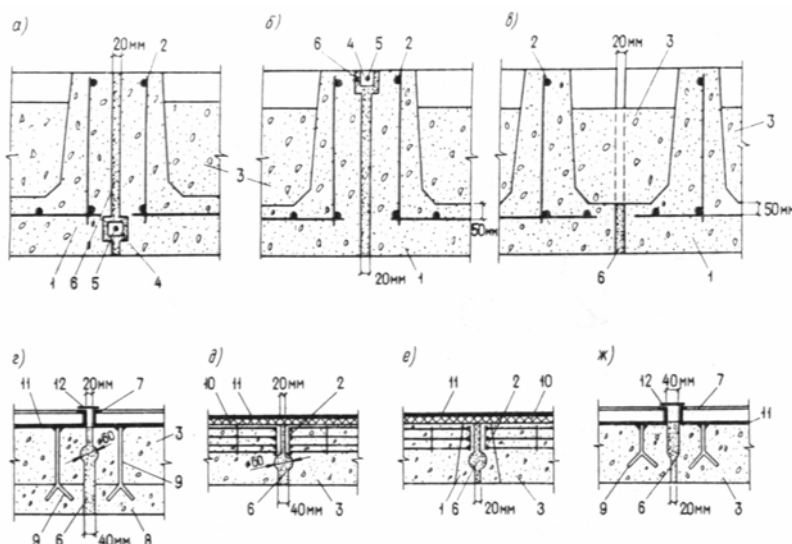 а) б) в)
20мм 2 6 4 5 2 2 20мм 3
3 3
50мм 50мм
1 6 5 4 20мм 1 6 1
г) д) е) ж)
11 12 20мм 7 10 11 20мм 2 11 2 10 12 40мм 7
ø60 3 11
9 ø60
9 6 40мм 8 6 40мм 3 1 6 20мм 3 9 6 20мм 3